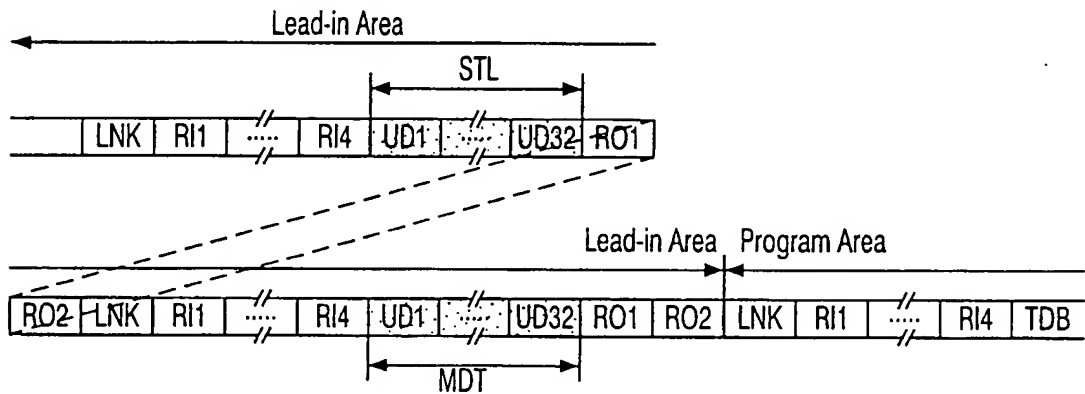 Lead-in Area
STL
LNK RI1 ..... RI4 UD1 ..... UD32 RO1
Lead-in Area Program Area
RO2 LNK RI1 ..... RI4 UD1 ..... UD32 RO1 RO2 LNK RI1 ..... RI4 TDB
MDT